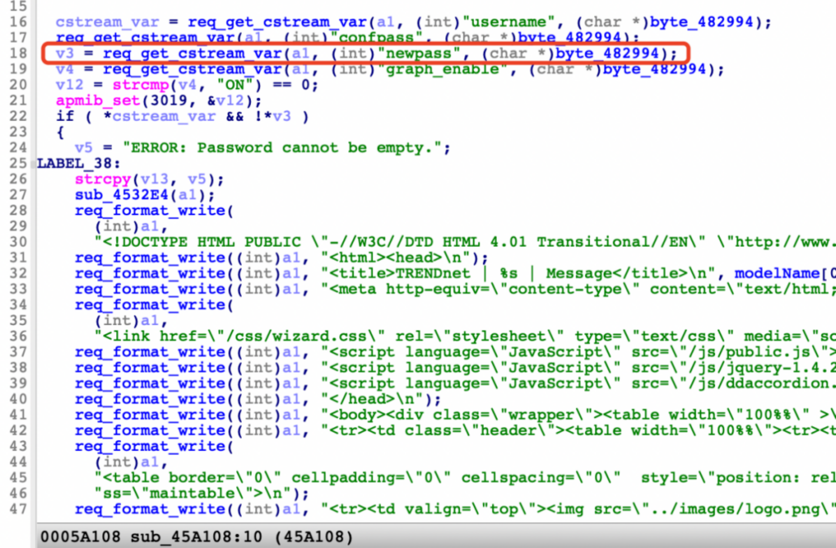 15
16 cstream_var = req_get_cstream_var(a1, (int)"username", (char *)byte_482994);
17 req_get_cstream_var(a1, (int)"confpass", (char *)byte_482994);
18 v3 = req_get_cstream_var(a1, (int)"newpass", (char *)byte_482994);
19 v4 = req_get_cstream_var(a1, (int)"graph_enable", (char *)byte_482994);
20 v12 = strcmp(v4, "ON") == 0;
21 apmib_set(3019, &v12);
22 if ( *cstream_var && !*v3 )
23 {
24 v5 = "ERROR: Password cannot be empty.";
25 LABEL_38:
26 strcpy(v13, v5);
27 sub_4532E4(a1);
28 req_format_write(
29 (int)a1,
30 "<!DOCTYPE HTML PUBLIC \"-//W3C//DTD HTML 4.01 Transitional//EN\" \"http://www.
31 req_format_write((int)a1, "<html><head>\n");
32 req_format_write((int)a1, "<title>TRENDnet | %s | Message</title>\n", modelName[0
33 req_format_write((int)a1, "<meta http-equiv=\"content-type\" content=\"text/html;
34 req_format_write(
35 (int)a1,
36 "<link href=\"/css/wizard.css\" rel=\"stylesheet\" type=\"text/css\" media=\"sc
37 req_format_write((int)a1, "<script language=\"JavaScript\" src=\"/js/public.js\">
38 req_format_write((int)a1, "<script language=\"JavaScript\" src=\"/js/jquery-1.4.2
39 req_format_write((int)a1, "<script language=\"JavaScript\" src=\"/js/ddaccordion.
40 req_format_write((int)a1, "</head>\n");
41 req_format_write((int)a1, "<body><div class=\"wrapper\"><table width=\"100%%\" >\
42 req_format_write((int)a1, "<tr><td class=\"header\"><table width=\"100%%\"><tr><t
43 req_format_write(
44 (int)a1,
45 "<table border=\"0\" cellpadding=\"0\" cellspacing=\"0\"  style=\"position: rel
46 "ss=\"maintable\">\n");
47 req_format_write((int)a1, "<tr><td valign=\"top\"><img src=\"../images/logo.png\"
0005A108 sub_45A108:10 (45A108)